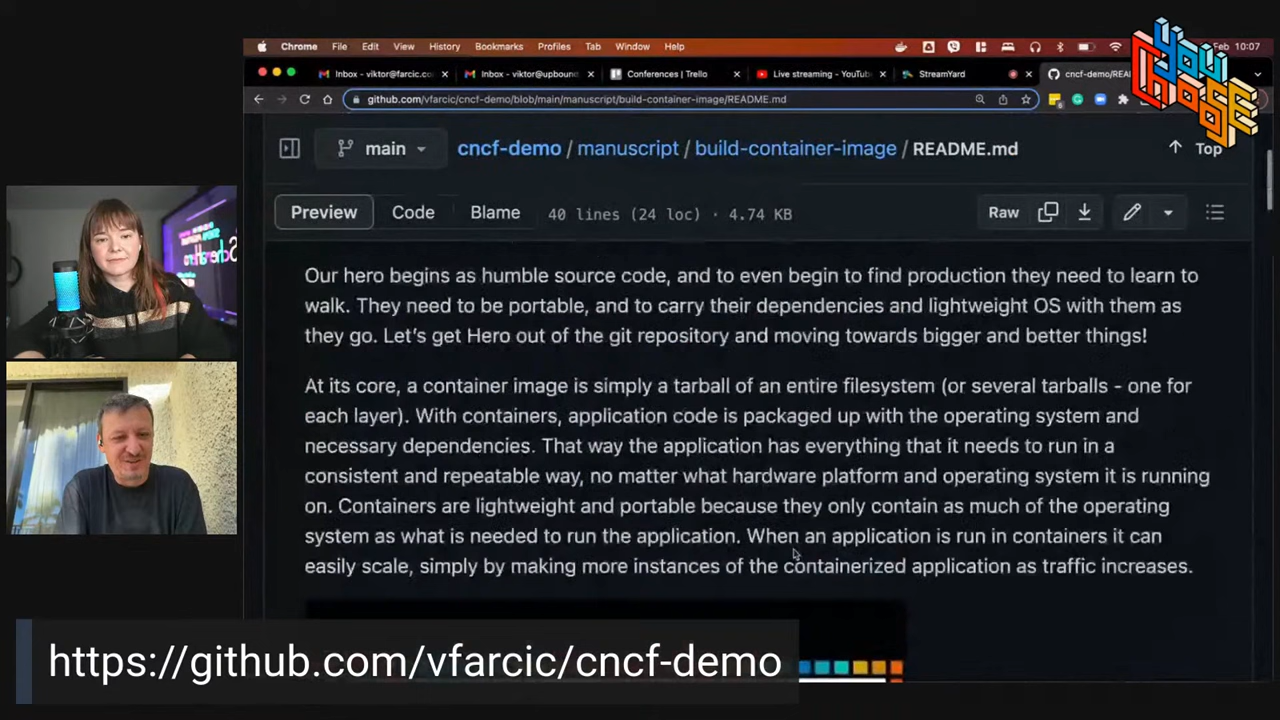 Chrome File Edit View History Bookmarks Profiles Tab Window Help
Feb 10:07
YOU CHOOSE
Inbox - viktor@farcic.co
Inbox - viktor@upbound
Conferences | Trello
Live streaming - YouTub
StreamYard
cncf-demo/REA
github.com/vfarcic/cncf-demo/blob/main/manuscript/build-container-image/README.md
main
cncf-demo / manuscript / build-container-image / README.md
Top
Preview Code Blame 40 lines (24 loc) · 4.74 KB Raw
Our hero begins as humble source code, and to even begin to find production they need to learn to
walk. They need to be portable, and to carry their dependencies and lightweight OS with them as
they go. Let's get Hero out of the git repository and moving towards bigger and better things!
At its core, a container image is simply a tarball of an entire filesystem (or several tarballs - one for
each layer). With containers, application code is packaged up with the operating system and
necessary dependencies. That way the application has everything that it needs to run in a
consistent and repeatable way, no matter what hardware platform and operating system it is running
on. Containers are lightweight and portable because they only contain as much of the operating
system as what is needed to run the application. When an application is run in containers it can
easily scale, simply by making more instances of the containerized application as traffic increases.
https://github.com/vfarcic/cncf-demo